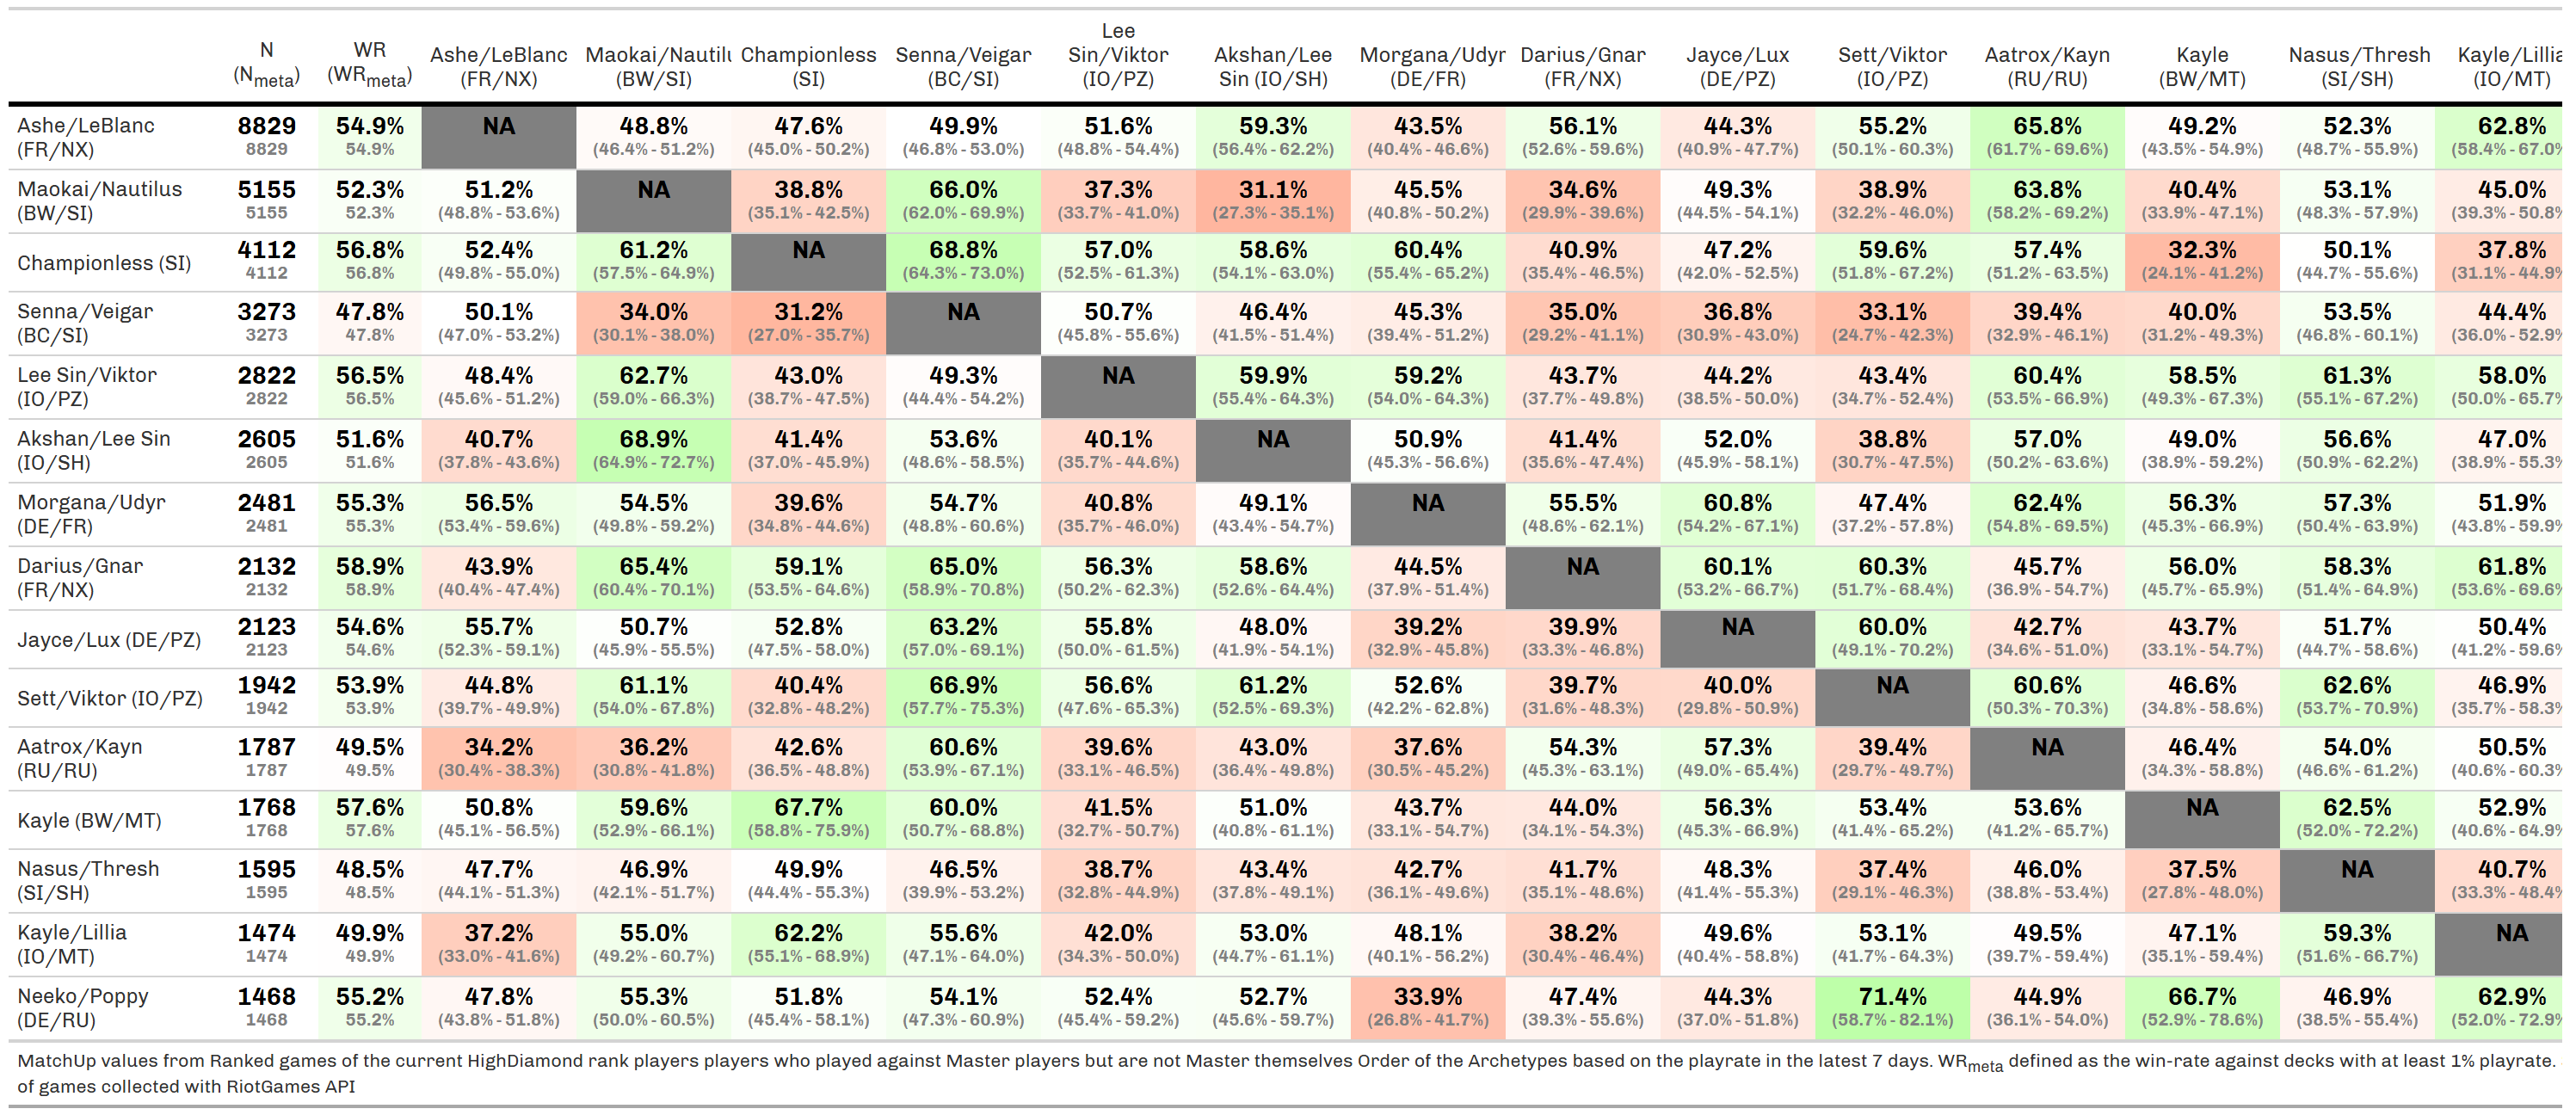 N (Nmeta) WR (WRmeta) Ashe/LeBlanc (FR/NX) Maokai/Nautilu (BW/SI) Championless (SI) Senna/Veigar (BC/SI) Lee Sin/Viktor (IO/PZ) Akshan/Lee Sin (IO/SH) Morgana/Udyr (DE/FR) Darius/Gnar (FR/NX) Jayce/Lux (DE/PZ) Sett/Viktor (IO/PZ) Aatrox/Kayn (RU/RU) Kayle (BW/MT) Nasus/Thresh (SI/SH) Kayle/Lillia (IO/MT)
Ashe/LeBlanc 8829 54.9% NA 48.8% 47.6% 49.9% 51.6% 59.3% 43.5% 56.1% 44.3% 55.2% 65.8% 49.2% 52.3% 62.8%
(FR/NX) 8829 54.9% (46.4% - 51.2%) (45.0% - 50.2%) (46.8% - 53.0%) (48.8% - 54.4%) (56.4% - 62.2%) (40.4% - 46.6%) (52.6% - 59.6%) (40.9% - 47.7%) (50.1% - 60.3%) (61.7% - 69.6%) (43.5% - 54.9%) (48.7% - 55.9%) (58.4% - 67.0%
Maokai/Nautilus 5155 52.3% 51.2% NA 38.8% 66.0% 37.3% 31.1% 45.5% 34.6% 49.3% 38.9% 63.8% 40.4% 53.1% 45.0%
(BW/SI) 5155 52.3% (48.8% - 53.6%) (35.1% - 42.5%) (62.0% - 69.9%) (33.7% - 41.0%) (27.3% - 35.1%) (40.8% - 50.2%) (29.9% - 39.6%) (44.5% - 54.1%) (32.2% - 46.0%) (58.2% - 69.2%) (33.9% - 47.1%) (48.3% - 57.9%) (39.3% - 50.8%
Championless (SI) 4112 56.8% 52.4% 61.2% NA 68.8% 57.0% 58.6% 60.4% 40.9% 47.2% 59.6% 57.4% 32.3% 50.1% 37.8%
4112 56.8% (49.8% - 55.0%) (57.5% - 64.9%) (64.3% - 73.0%) (52.5% - 61.3%) (54.1% - 63.0%) (55.4% - 65.2%) (35.4% - 46.5%) (42.0% - 52.5%) (51.8% - 67.2%) (51.2% - 63.5%) (24.1% - 41.2%) (44.7% - 55.6%) (31.1% - 44.9%
Senna/Veigar 3273 47.8% 50.1% 34.0% 31.2% NA 50.7% 46.4% 45.3% 35.0% 36.8% 33.1% 39.4% 40.0% 53.5% 44.4%
(BC/SI) 3273 47.8% (47.0% - 53.2%) (30.1% - 38.0%) (27.0% - 35.7%) (45.8% - 55.6%) (41.5% - 51.4%) (39.4% - 51.2%) (29.2% - 41.1%) (30.9% - 43.0%) (24.7% - 42.3%) (32.9% - 46.1%) (31.2% - 49.3%) (46.8% - 60.1%) (36.0% - 52.9%
Lee Sin/Viktor 2822 56.5% 48.4% 62.7% 43.0% 49.3% NA 59.9% 59.2% 43.7% 44.2% 43.4% 60.4% 58.5% 61.3% 58.0%
(IO/PZ) 2822 56.5% (45.6% - 51.2%) (59.0% - 66.3%) (38.7% - 47.5%) (44.4% - 54.2%) (55.4% - 64.3%) (54.0% - 64.3%) (37.7% - 49.8%) (38.5% - 50.0%) (34.7% - 52.4%) (53.5% - 66.9%) (49.3% - 67.3%) (55.1% - 67.2%) (50.0% - 65.7%
Akshan/Lee Sin 2605 51.6% 40.7% 68.9% 41.4% 53.6% 40.1% NA 50.9% 41.4% 52.0% 38.8% 57.0% 49.0% 56.6% 47.0%
(IO/SH) 2605 51.6% (37.8% - 43.6%) (64.9% - 72.7%) (37.0% - 45.9%) (48.6% - 58.5%) (35.7% - 44.6%) (45.3% - 56.6%) (35.6% - 47.4%) (45.9% - 58.1%) (30.7% - 47.5%) (50.2% - 63.6%) (38.9% - 59.2%) (50.9% - 62.2%) (38.9% - 55.3%
Morgana/Udyr 2481 55.3% 56.5% 54.5% 39.6% 54.7% 40.8% 49.1% NA 55.5% 60.8% 47.4% 62.4% 56.3% 57.3% 51.9%
(DE/FR) 2481 55.3% (53.4% - 59.6%) (49.8% - 59.2%) (34.8% - 44.6%) (48.8% - 60.6%) (35.7% - 46.0%) (43.4% - 54.7%) (48.6% - 62.1%) (54.2% - 67.1%) (37.2% - 57.8%) (54.8% - 69.5%) (45.3% - 66.9%) (50.4% - 63.9%) (43.8% - 59.9%
Darius/Gnar 2132 58.9% 43.9% 65.4% 59.1% 65.0% 56.3% 58.6% 44.5% NA 60.1% 60.3% 45.7% 56.0% 58.3% 61.8%
(FR/NX) 2132 58.9% (40.4% - 47.4%) (60.4% - 70.1%) (53.5% - 64.6%) (58.9% - 70.8%) (50.2% - 62.3%) (52.6% - 64.4%) (37.9% - 51.4%) (53.2% - 66.7%) (51.7% - 68.4%) (36.9% - 54.7%) (45.7% - 65.9%) (51.4% - 64.9%) (53.6% - 69.6%
Jayce/Lux (DE/PZ) 2123 54.6% 55.7% 50.7% 52.8% 63.2% 55.8% 48.0% 39.2% 39.9% NA 60.0% 42.7% 43.7% 51.7% 50.4%
2123 54.6% (52.3% - 59.1%) (45.9% - 55.5%) (47.5% - 58.0%) (57.0% - 69.1%) (50.0% - 61.5%) (41.9% - 54.1%) (32.9% - 45.8%) (33.3% - 46.8%) (49.1% - 70.2%) (34.6% - 51.0%) (33.1% - 54.7%) (44.7% - 58.6%) (41.2% - 59.6%
Sett/Viktor (IO/PZ) 1942 53.9% 44.8% 61.1% 40.4% 66.9% 56.6% 61.2% 52.6% 39.7% 40.0% NA 60.6% 46.6% 62.6% 46.9%
1942 53.9% (39.7% - 49.9%) (54.0% - 67.8%) (32.8% - 48.2%) (57.7% - 75.3%) (47.6% - 65.3%) (52.5% - 69.3%) (42.2% - 62.8%) (31.6% - 48.3%) (29.8% - 50.9%) (50.3% - 70.3%) (34.8% - 58.6%) (53.7% - 70.9%) (35.7% - 58.3%
Aatrox/Kayn 1787 49.5% 34.2% 36.2% 42.6% 60.6% 39.6% 43.0% 37.6% 54.3% 57.3% 39.4% NA 46.4% 54.0% 50.5%
(RU/RU) 1787 49.5% (30.4% - 38.3%) (30.8% - 41.8%) (36.5% - 48.8%) (53.9% - 67.1%) (33.1% - 46.5%) (36.4% - 49.8%) (30.5% - 45.2%) (45.3% - 63.1%) (49.0% - 65.4%) (29.7% - 49.7%) (34.3% - 58.8%) (46.6% - 61.2%) (40.6% - 60.3%
Kayle (BW/MT) 1768 57.6% 50.8% 59.6% 67.7% 60.0% 41.5% 51.0% 43.7% 44.0% 56.3% 53.4% 53.6% NA 62.5% 52.9%
1768 57.6% (45.1% - 56.5%) (52.9% - 66.1%) (58.8% - 75.9%) (50.7% - 68.8%) (32.7% - 50.7%) (40.8% - 61.1%) (33.1% - 54.7%) (34.1% - 54.3%) (45.3% - 66.9%) (41.4% - 65.2%) (41.2% - 65.7%) (52.0% - 72.2%) (40.6% - 64.9%
Nasus/Thresh 1595 48.5% 47.7% 46.9% 49.9% 46.5% 38.7% 43.4% 42.7% 41.7% 48.3% 37.4% 46.0% 37.5% NA 40.7%
(SI/SH) 1595 48.5% (44.1% - 51.3%) (42.1% - 51.7%) (44.4% - 55.3%) (39.9% - 53.2%) (32.8% - 44.9%) (37.8% - 49.1%) (36.1% - 49.6%) (35.1% - 48.6%) (41.4% - 55.3%) (29.1% - 46.3%) (38.8% - 53.4%) (27.8% - 48.0%) (33.3% - 48.4%
Kayle/Lillia 1474 49.9% 37.2% 55.0% 62.2% 55.6% 42.0% 53.0% 48.1% 38.2% 49.6% 53.1% 49.5% 47.1% 59.3% NA
(IO/MT) 1474 49.9% (33.0% - 41.6%) (49.2% - 60.7%) (55.1% - 68.9%) (47.1% - 64.0%) (34.3% - 50.0%) (44.7% - 61.1%) (40.1% - 56.2%) (30.4% - 46.4%) (40.4% - 58.8%) (41.7% - 64.3%) (39.7% - 59.4%) (35.1% - 59.4%) (51.6% - 66.7%)
Neeko/Poppy 1468 55.2% 47.8% 55.3% 51.8% 54.1% 52.4% 52.7% 33.9% 47.4% 44.3% 71.4% 44.9% 66.7% 46.9% 62.9%
(DE/RU) 1468 55.2% (43.8% - 51.8%) (50.0% - 60.5%) (45.4% - 58.1%) (47.3% - 60.9%) (45.4% - 59.2%) (45.6% - 59.7%) (26.8% - 41.7%) (39.3% - 55.6%) (37.0% - 51.8%) (58.7% - 82.1%) (36.1% - 54.0%) (52.9% - 78.6%) (38.5% - 55.4%) (52.0% - 72.9%
MatchUp values from Ranked games of the current HighDiamond rank players players who played against Master players but are not Master themselves Order of the Archetypes based on the playrate in the latest 7 days. WRmeta defined as the win-rate against decks with at least 1% playrate.
of games collected with RiotGames API